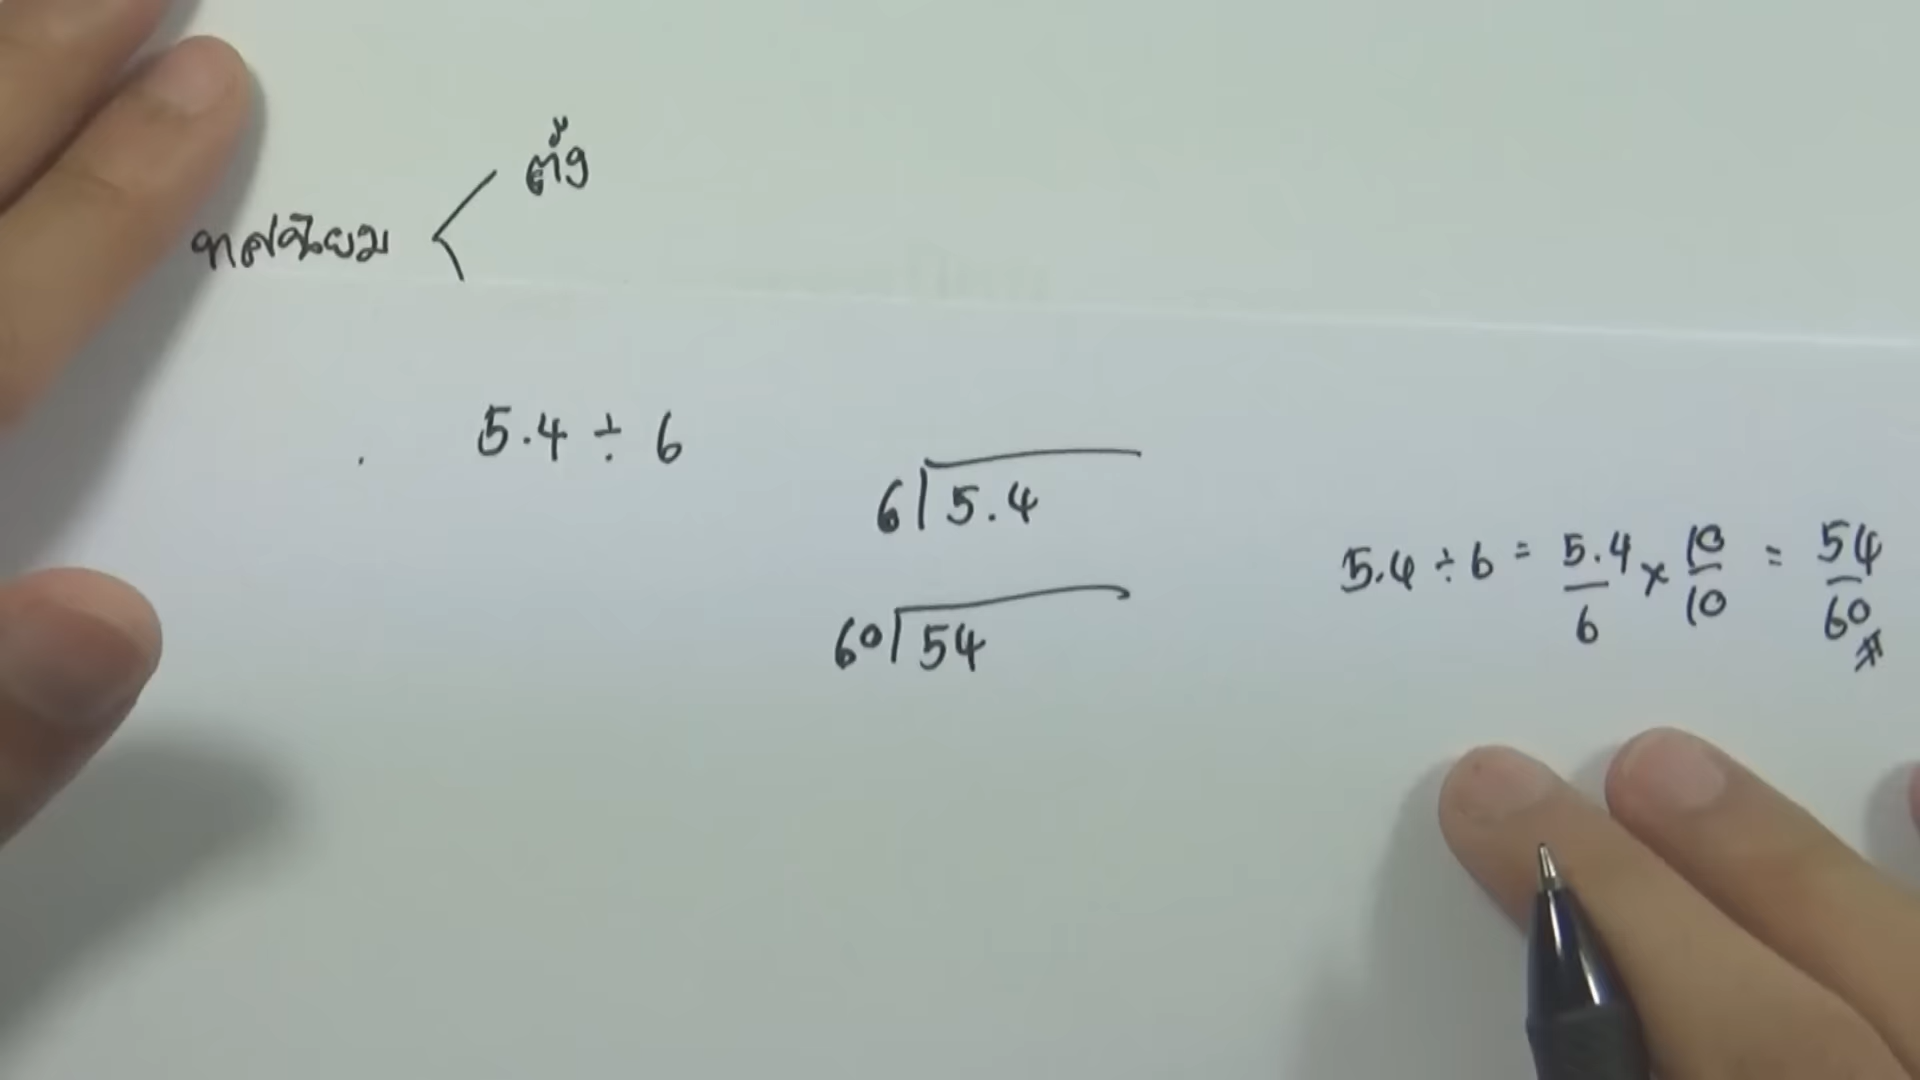 ตั้ง
ทศนิยม
5.4 ÷ 6
6 5.4
5.4 ÷ 6 = 5.4/6 × 10/10 = 54/60
60 54